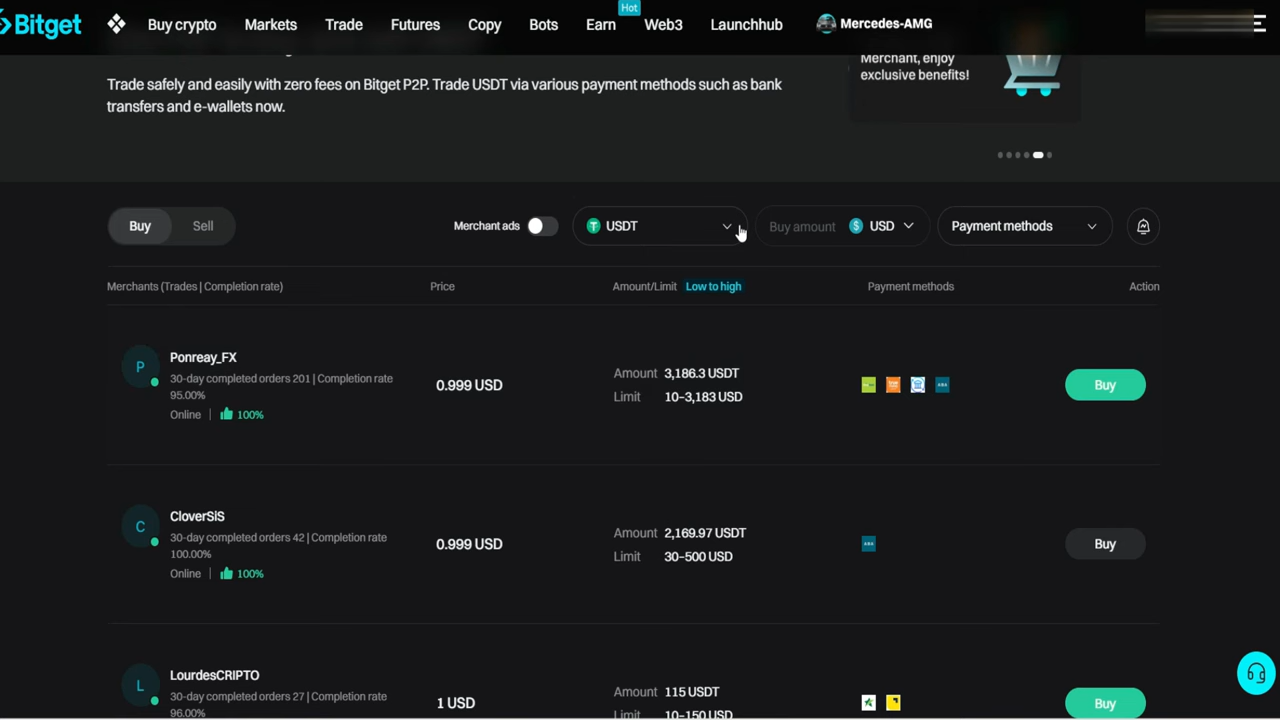 Bitget
Buy crypto
Markets
Trade
Futures
Copy
Bots
Earn
Hot
Web3
Launchhub
Mercedes-AMG
Trade safely and easily with zero fees on Bitget P2P. Trade USDT via various payment methods such as bank
transfers and e-wallets now.
Merchant, enjoy
exclusive benefits!
Buy
Sell
Merchant ads
USDT
Buy amount
USD
Payment methods
Merchants (Trades | Completion rate)
Price
Amount/Limit Low to high
Payment methods
Action
P
Ponreay_FX
30-day completed orders 201 | Completion rate
95.00%
Online | 100%
0.999 USD
Amount 3,186.3 USDT
Limit 10–3,183 USD
Buy
C
CloverSiS
30-day completed orders 42 | Completion rate
100.00%
Online | 100%
0.999 USD
Amount 2,169.97 USDT
Limit 30–500 USD
Buy
L
LourdesCRIPTO
30-day completed orders 27 | Completion rate
96.00%
1 USD
Amount 115 USDT
Limit 10–150 USD
Buy